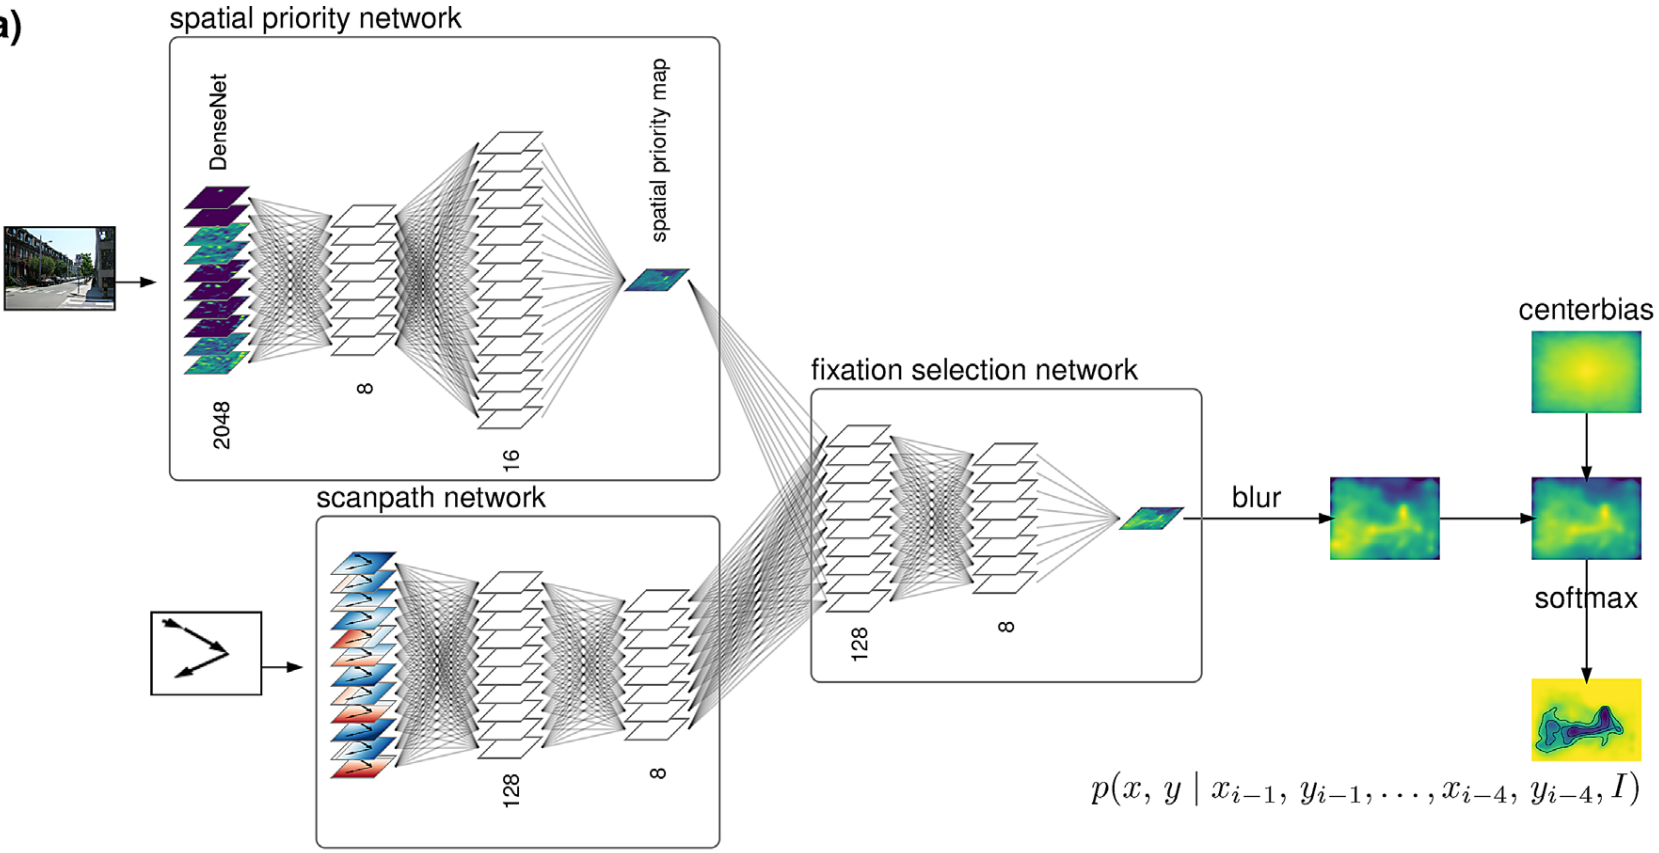 a)
spatial priority network
DenseNet
spatial priority map
2048
8
16
scanpath network
128
8
fixation selection network
128
8
blur
centerbias
softmax
p(x, y | x_{i−1}, y_{i−1}, . . . , x_{i−4}, y_{i−4}, I)